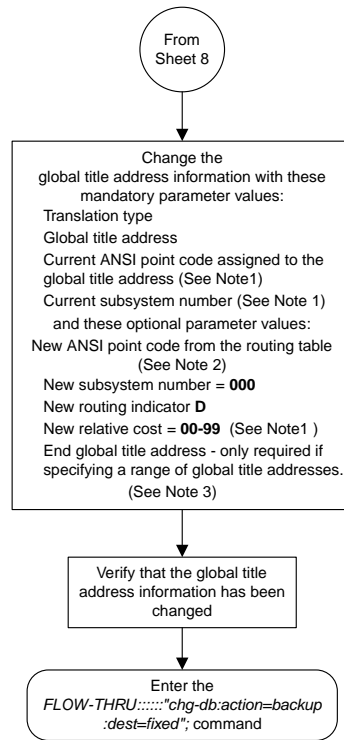 From
Sheet 8
Change the
global title address information with these
mandatory parameter values:
Translation type
Global title address
Current ANSI point code assigned to the
global title address (See Note1)
Current subsystem number (See Note 1)
and these optional parameter values:
New ANSI point code from the routing table
(See Note 2)
New subsystem number = 000
New routing indicator D
New relative cost = 00-99 (See Note1 )
End global title address - only required if
specifying a range of global title addresses.
(See Note 3)
Verify that the global title
address information has been
changed
Enter the
FLOW-THRU::::::"chg-db:action=backup
:dest=fixed"; command